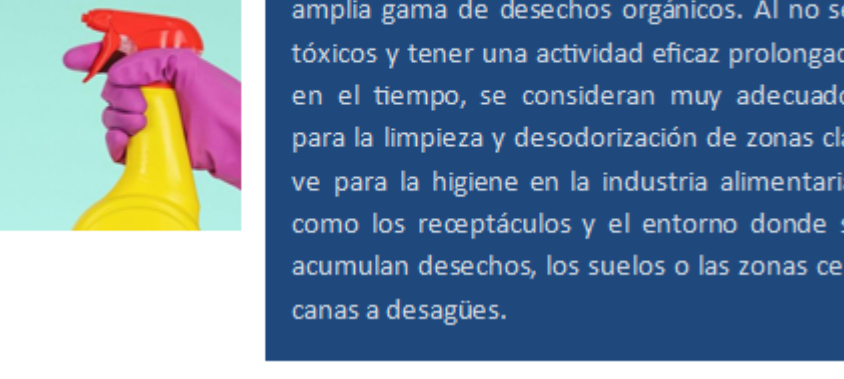 amplia gama de desechos orgánicos. Al no se
tóxicos y tener una actividad eficaz prolongad
en el tiempo, se consideran muy adecuado
para la limpieza y desodorización de zonas cla
ve para la higiene en la industria alimentaria
como los receptáculos y el entorno donde s
acumulan desechos, los suelos o las zonas ce
canas a desagües.